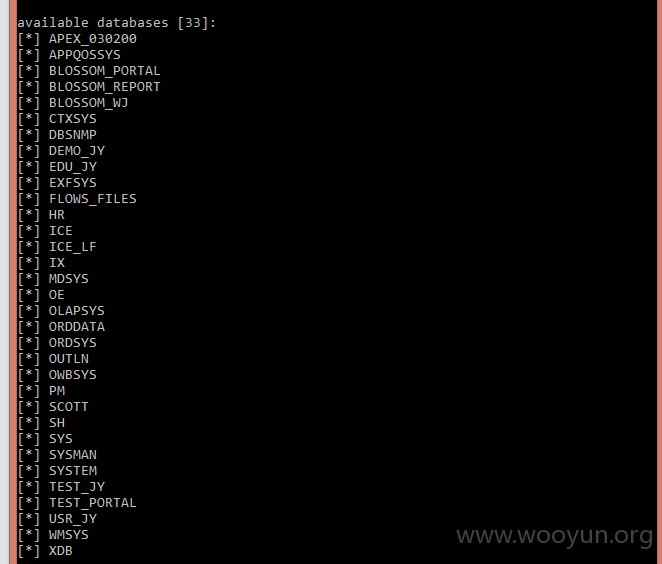 available databases [33]:
[*] APEX_030200
[*] APPQOSSYS
[*] BLOSSOM_PORTAL
[*] BLOSSOM_REPORT
[*] BLOSSOM_WJ
[*] CTXSYS
[*] DBSNMP
[*] DEMO_JY
[*] EDU_JY
[*] EXFSYS
[*] FLOWS_FILES
[*] HR
[*] ICE
[*] ICE_LF
[*] IX
[*] MDSYS
[*] OE
[*] OLAPSYS
[*] ORDDATA
[*] ORDSYS
[*] OUTLN
[*] OWBSYS
[*] PM
[*] SCOTT
[*] SH
[*] SYS
[*] SYSMAN
[*] SYSTEM
[*] TEST_JY
[*] TEST_PORTAL
[*] USR_JY
[*] WMSYS
[*] XDB
www.wooyun.org